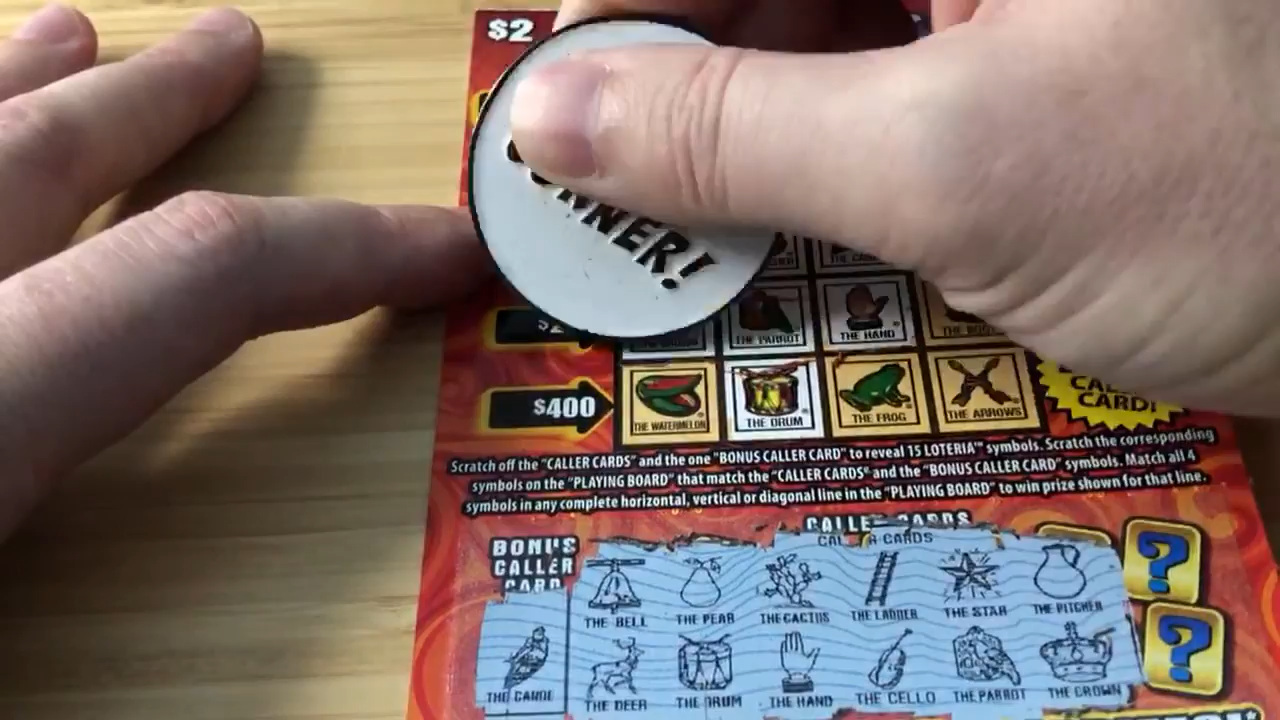 $2
ORNER!
THE PARROT
THE HAND
$400
THE WATERMELON
THE DRUM
THE FROG
THE ARROWS
CARD!
Scratch off the "CALLER CARDS" and the one "BONUS CALLER CARD" to reveal 15 LOTERIA™ symbols. Scratch the corresponding
symbols on the "PLAYING BOARD" that match the "CALLER CARDS" and the "BONUS CALLER CARD" symbols. Match all 4
symbols in any complete horizontal, vertical or diagonal line in the "PLAYING BOARD" to win prize shown for that line.
CALLER CARDS
CALLER CARDS
BONUS
CALLER
CARD
THE BELL
THE PEAR
THE CACTUS
THE LADDER
THE STAR
THE PITCHER
?
?
THE CANOE
THE DEER
THE DRUM
THE HAND
THE CELLO
THE PARROT
THE CROWN